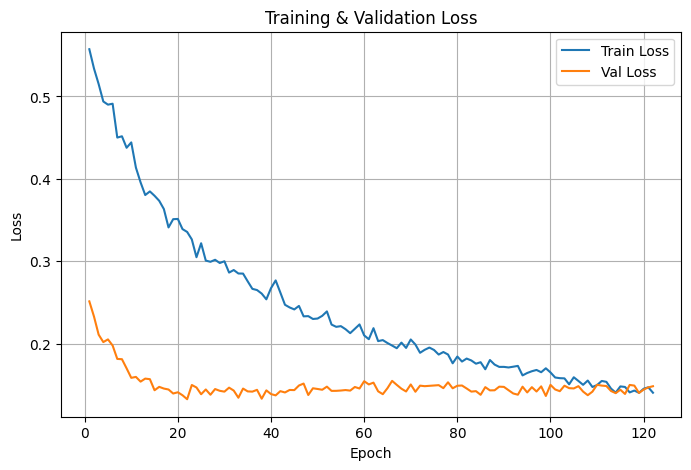 Training & Validation Loss
Train Loss
Val Loss
Loss
0.5
0.4
0.3
0.2
0 20 40 60 80 100 120
Epoch